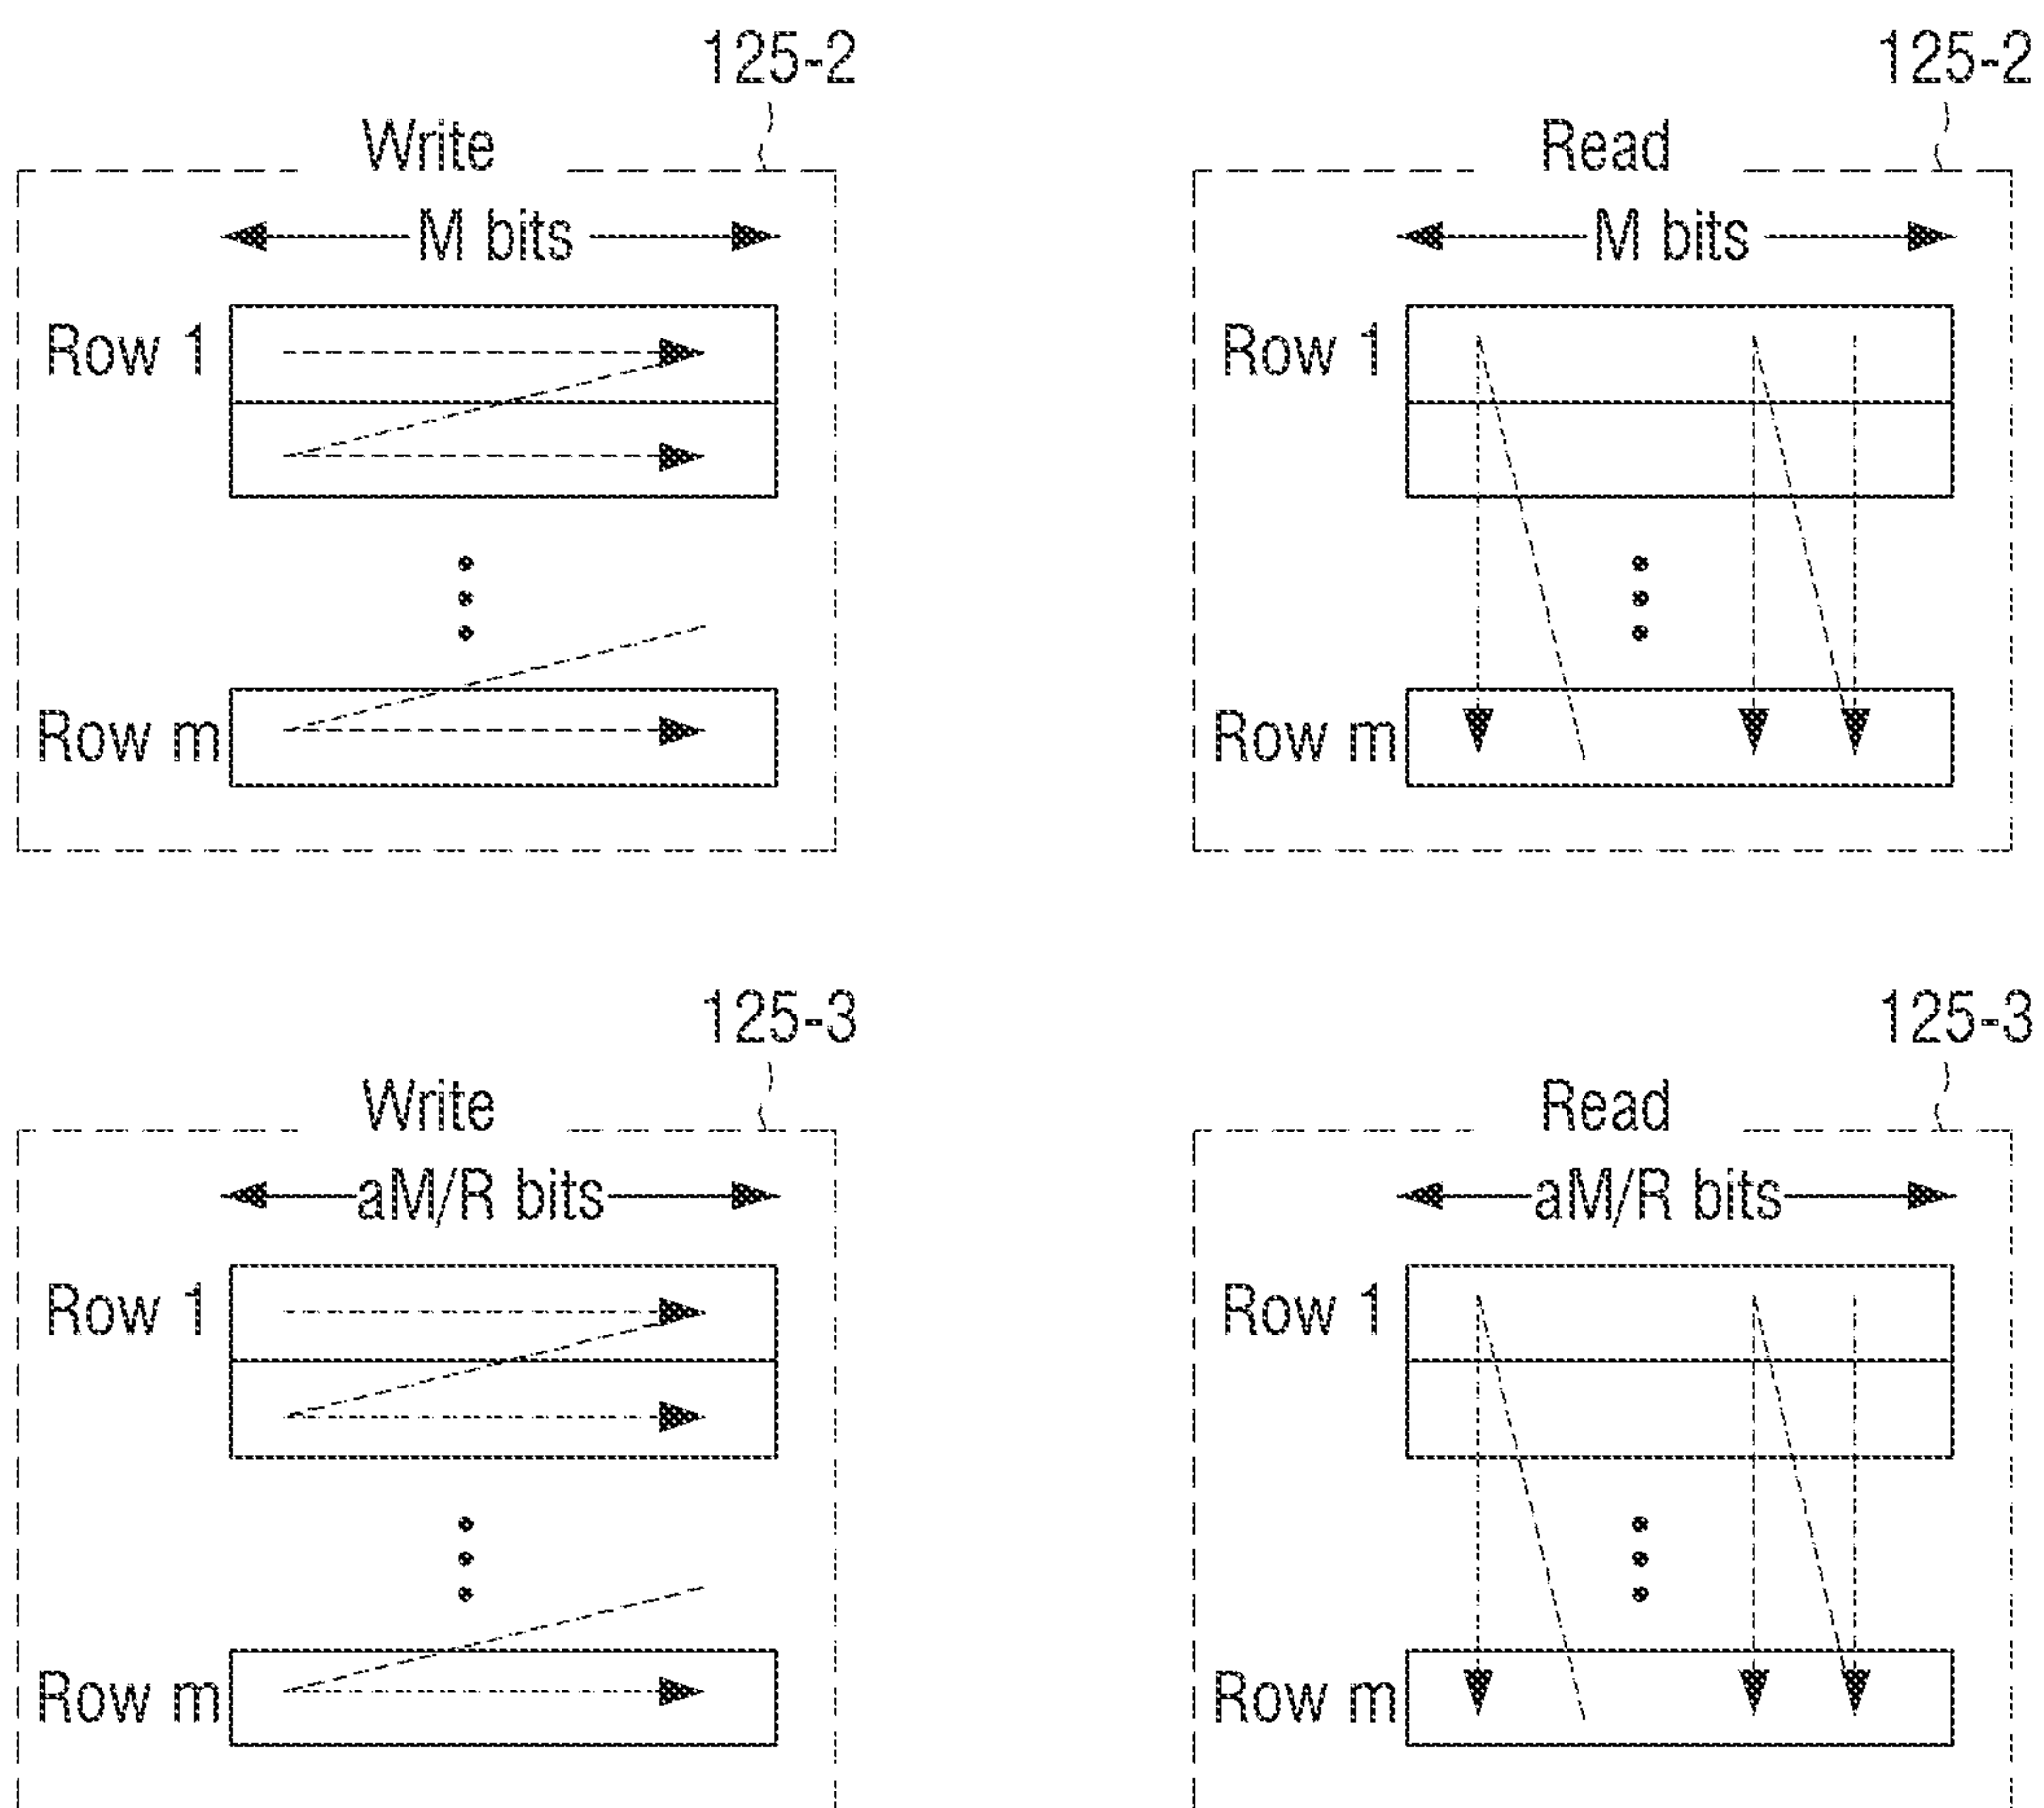 125-2
Write
M bits
Row 1
Row m
125-2
Read
M bits
Row 1
Row m
125-3
Write
aM/R bits
Row 1
Row m
125-3
Read
aM/R bits
Row 1
Row m